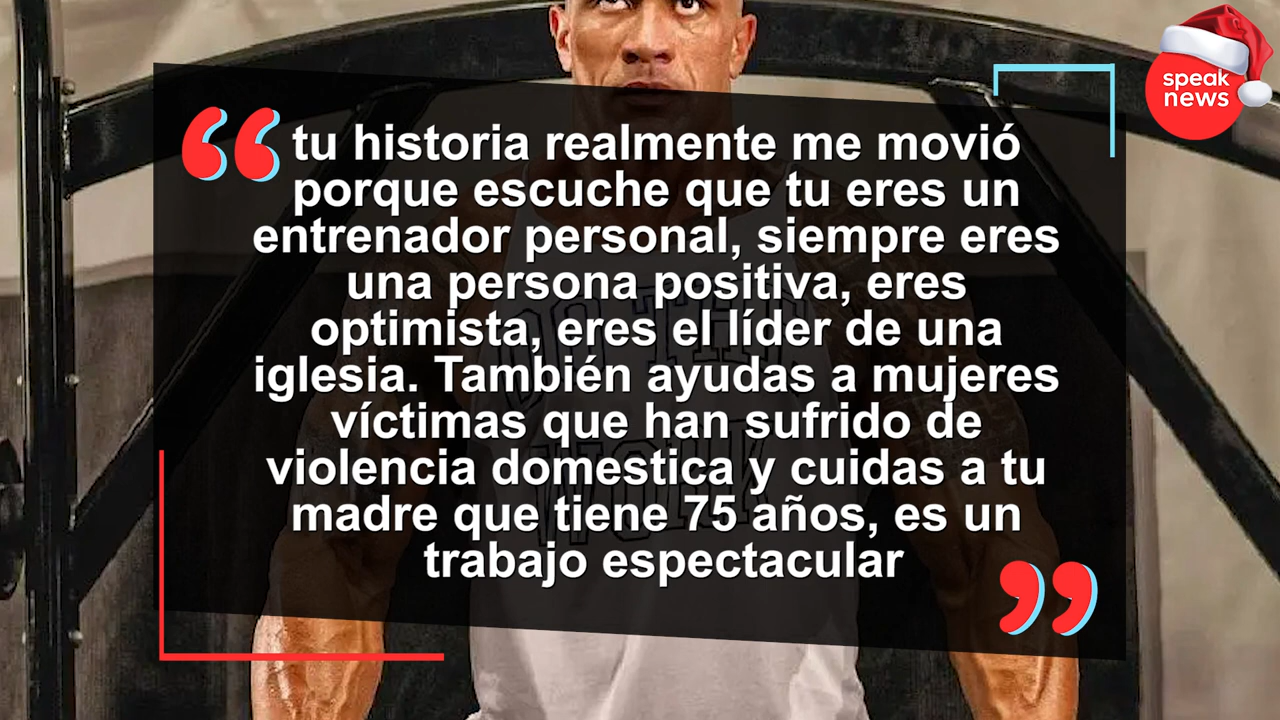 speak
news
tu historia realmente me movió
porque escuche que tu eres un
entrenador personal, siempre eres
una persona positiva, eres
optimista, eres el líder de una
iglesia. También ayudas a mujeres
víctimas que han sufrido de
violencia domestica y cuidas a tu
madre que tiene 75 años, es un
trabajo espectacular